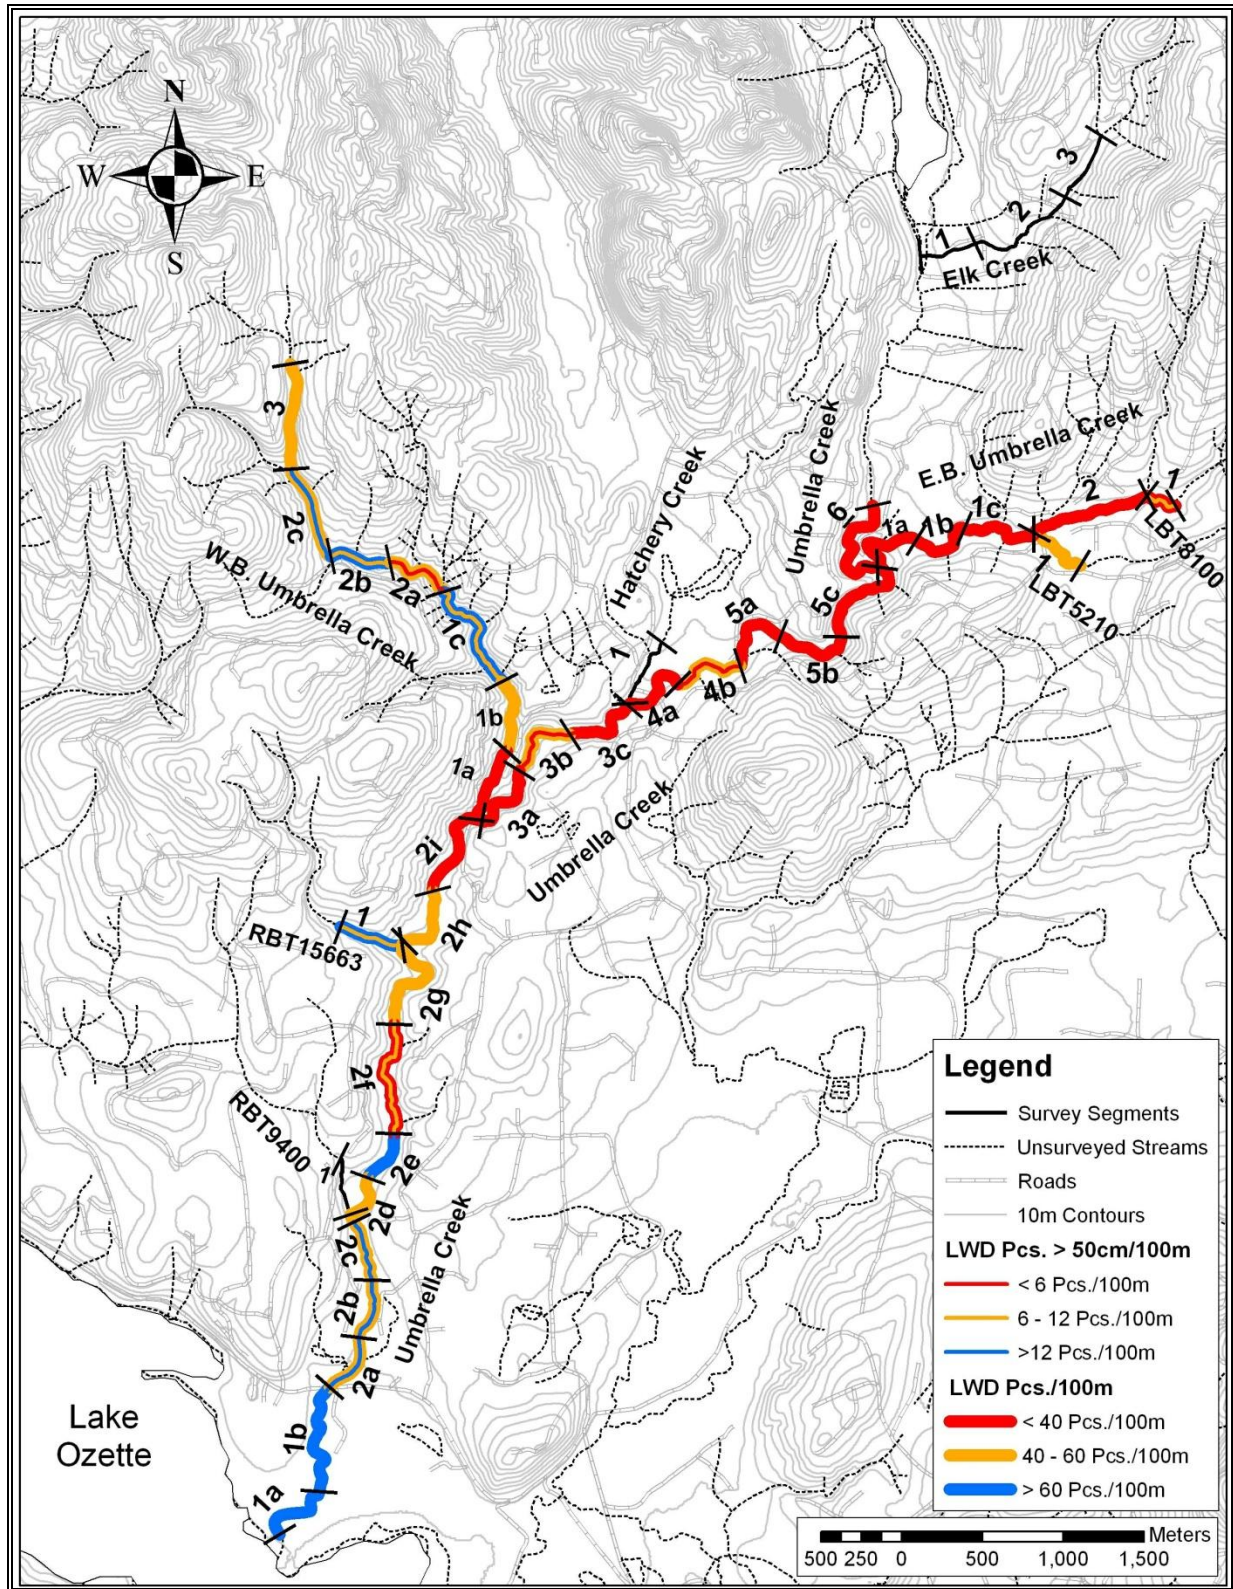 N
W E
S
3
2
1
Elk Creek
3
2c
2b
2a
1c
W.B. Umbrella Creek
1b
1a
Hatchery Creek
1
Umbrella Creek
E.B. Umbrella Creek
6
1a
1b
1c
2
1
LBT8100
1
LBT5210
5c
5b
5a
4b
4a
3c
3b
3a
Umbrella Creek
2i
2h
1
RBT15663
2g
2f
RBT9400
1
2e
2d
2c
2b
2a
Umbrella Creek
1b
1a
Lake
Ozette
Legend
Survey Segments
Unsurveyed Streams
Roads
10m Contours
LWD Pcs. > 50cm/100m
< 6 Pcs./100m
6 - 12 Pcs./100m
>12 Pcs./100m
LWD Pcs./100m
< 40 Pcs./100m
40 - 60 Pcs./100m
> 60 Pcs./100m
Meters
500 250 0 500 1,000 1,500